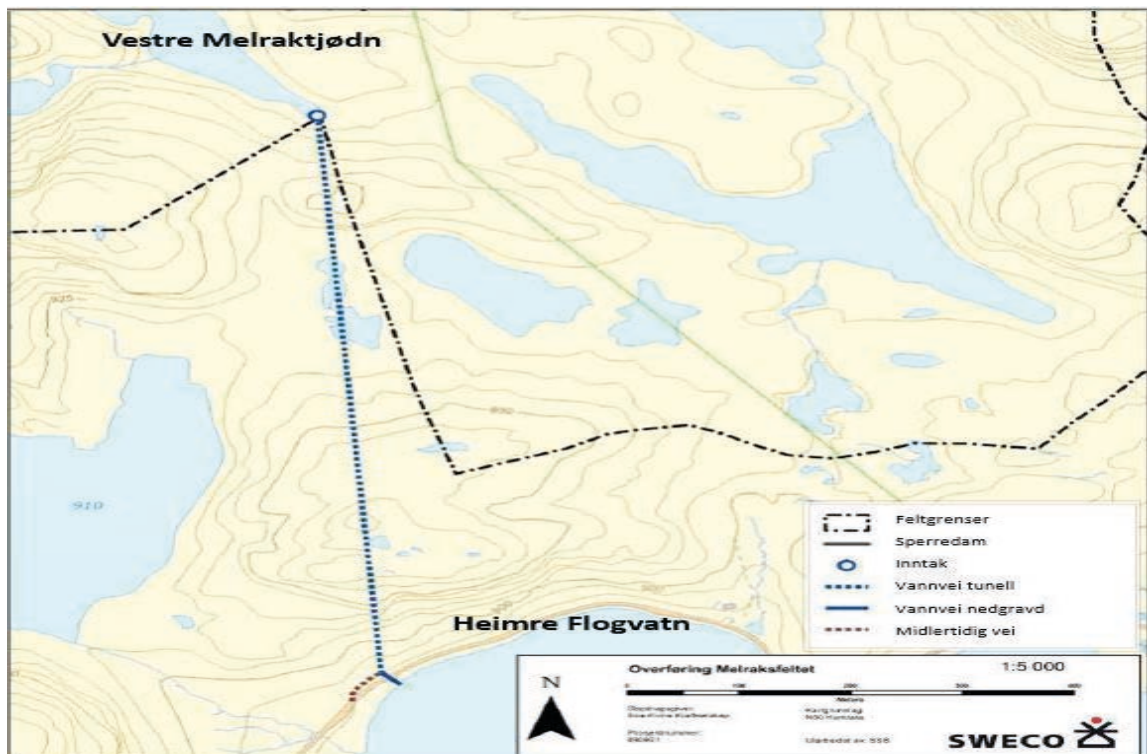 Vestre Melraktjødn
925
910
Heimre Flogvatn
Feltgrenser
Sperredam
Inntak
Vannvei tunell
Vannvei nedgravd
Midlertidig vei
Overføring Melraksfeltet
1:5 000
N
SWECO